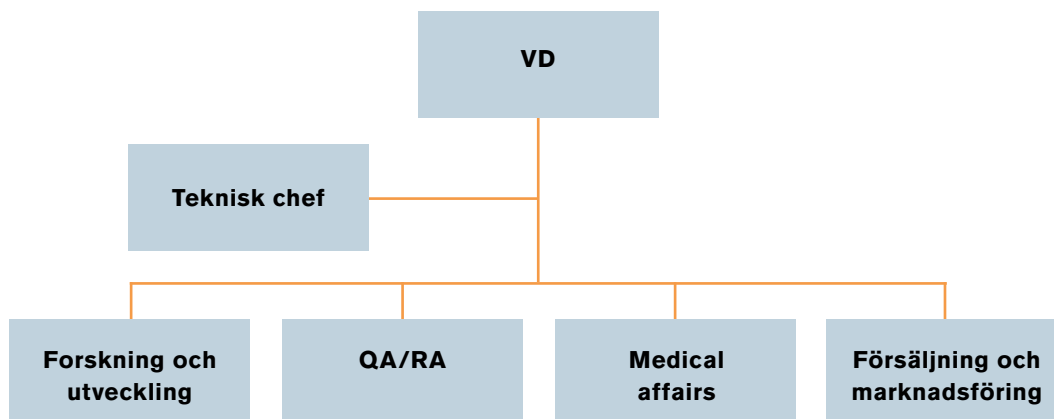 VD
Teknisk chef
Forskning och
utveckling
QA/RA
Medical
affairs
Försäljning och
marknadsföring